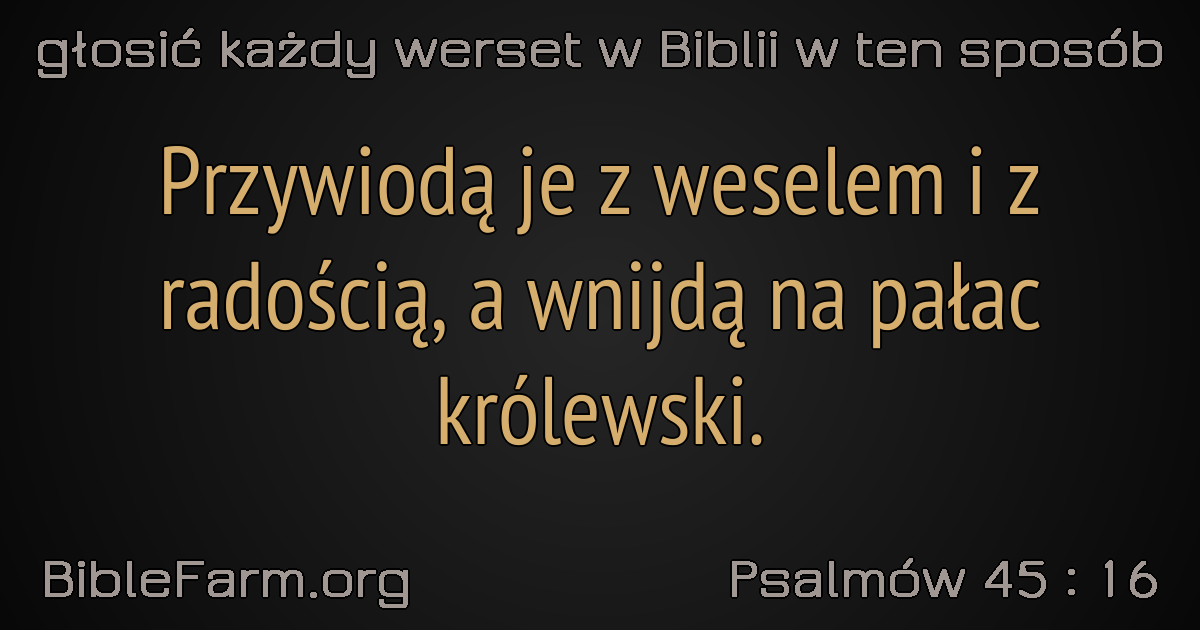 głosić każdy werset w Biblii w ten sposób
Przywiodą je z weselem i z
radością, a wnijdą na pałac
królewski.
BibleFarm.org
Psalmów 45 : 16